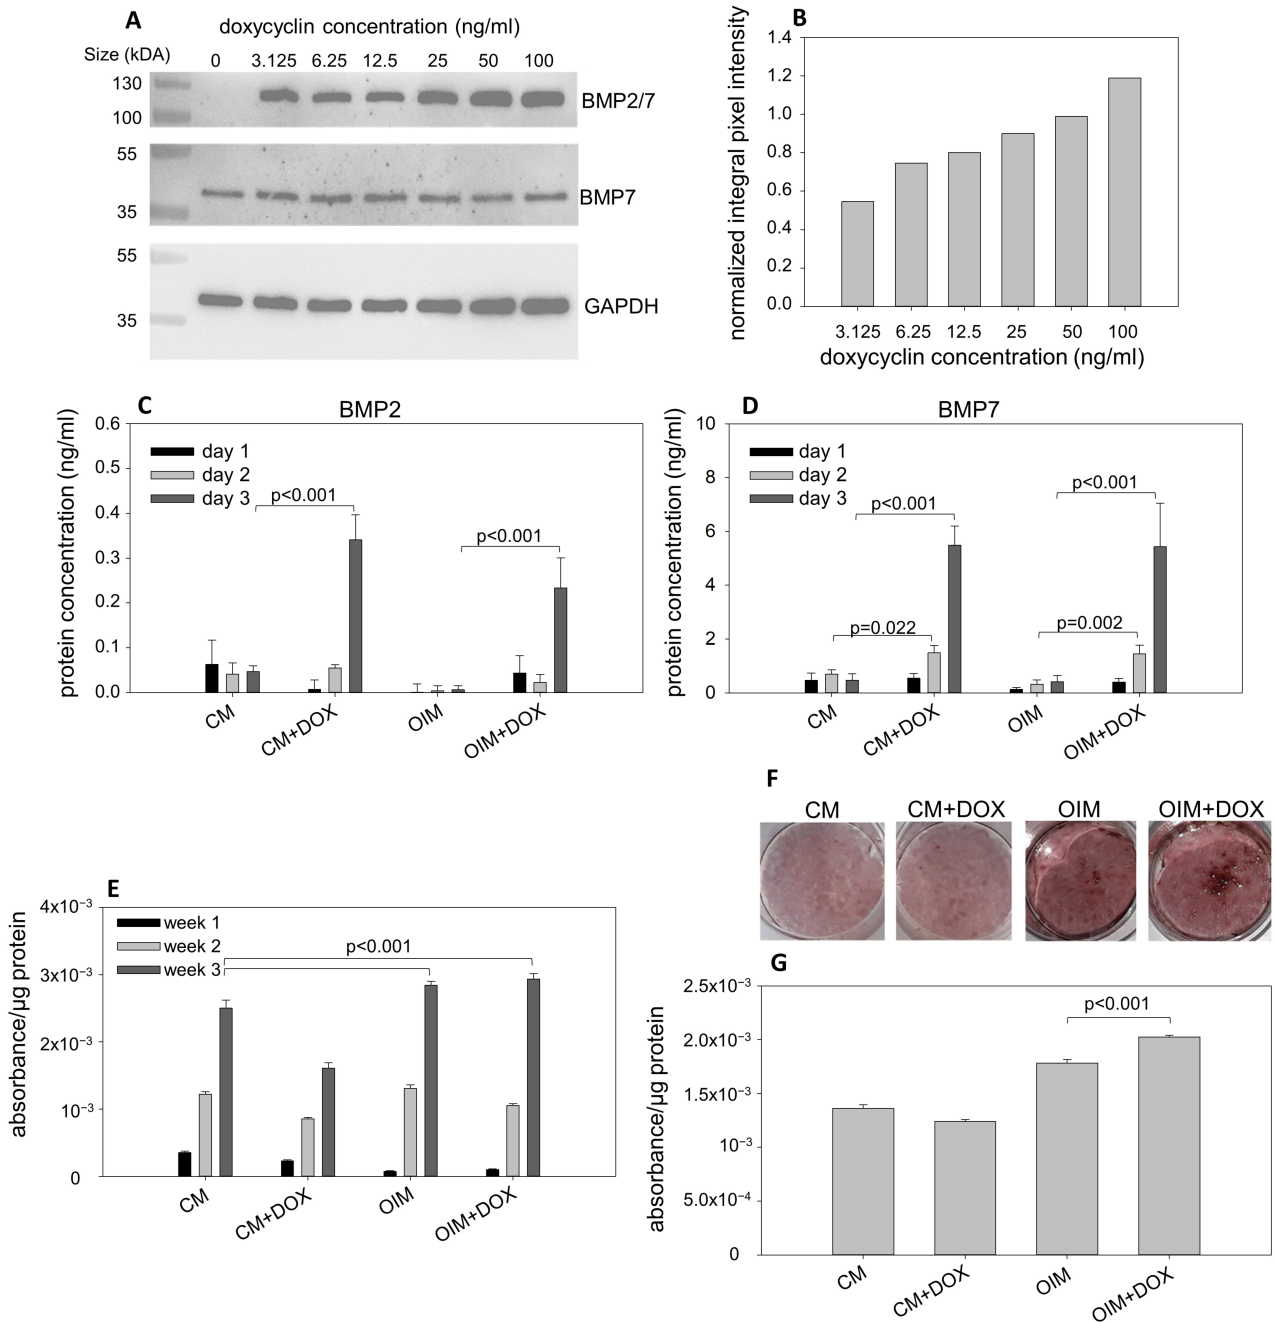 A
doxycyclin concentration (ng/ml)
Size (kDA)
0 3.125 6.25 12.5 25 50 100
130
100
BMP2/7
55
35
BMP7
55
35
GAPDH
B
normalized integral pixel intensity
1.4
1.2
1.0
0.8
0.6
0.4
0.2
0.0
3.125 6.25 12.5 25 50 100
doxycyclin concentration (ng/ml)
C
BMP2
protein concentration (ng/ml)
0.6
0.5
0.4
0.3
0.2
0.1
0.0
day 1
day 2
day 3
p<0.001
p<0.001
CM
CM+DOX
OIM
OIM+DOX
D
BMP7
protein concentration (ng/ml)
10
8
6
4
2
0
day 1
day 2
day 3
p<0.001
p<0.001
p=0.022
p=0.002
CM
CM+DOX
OIM
OIM+DOX
E
absorbance/µg protein
4x10⁻³
3x10⁻³
2x10⁻³
10⁻³
0
week 1
week 2
week 3
p<0.001
CM
CM+DOX
OIM
OIM+DOX
F
CM CM+DOX OIM OIM+DOX
G
absorbance/µg protein
2.5x10⁻³
2.0x10⁻³
1.5x10⁻³
10⁻³
5.0x10⁻⁴
0
p<0.001
CM
CM+DOX
OIM
OIM+DOX